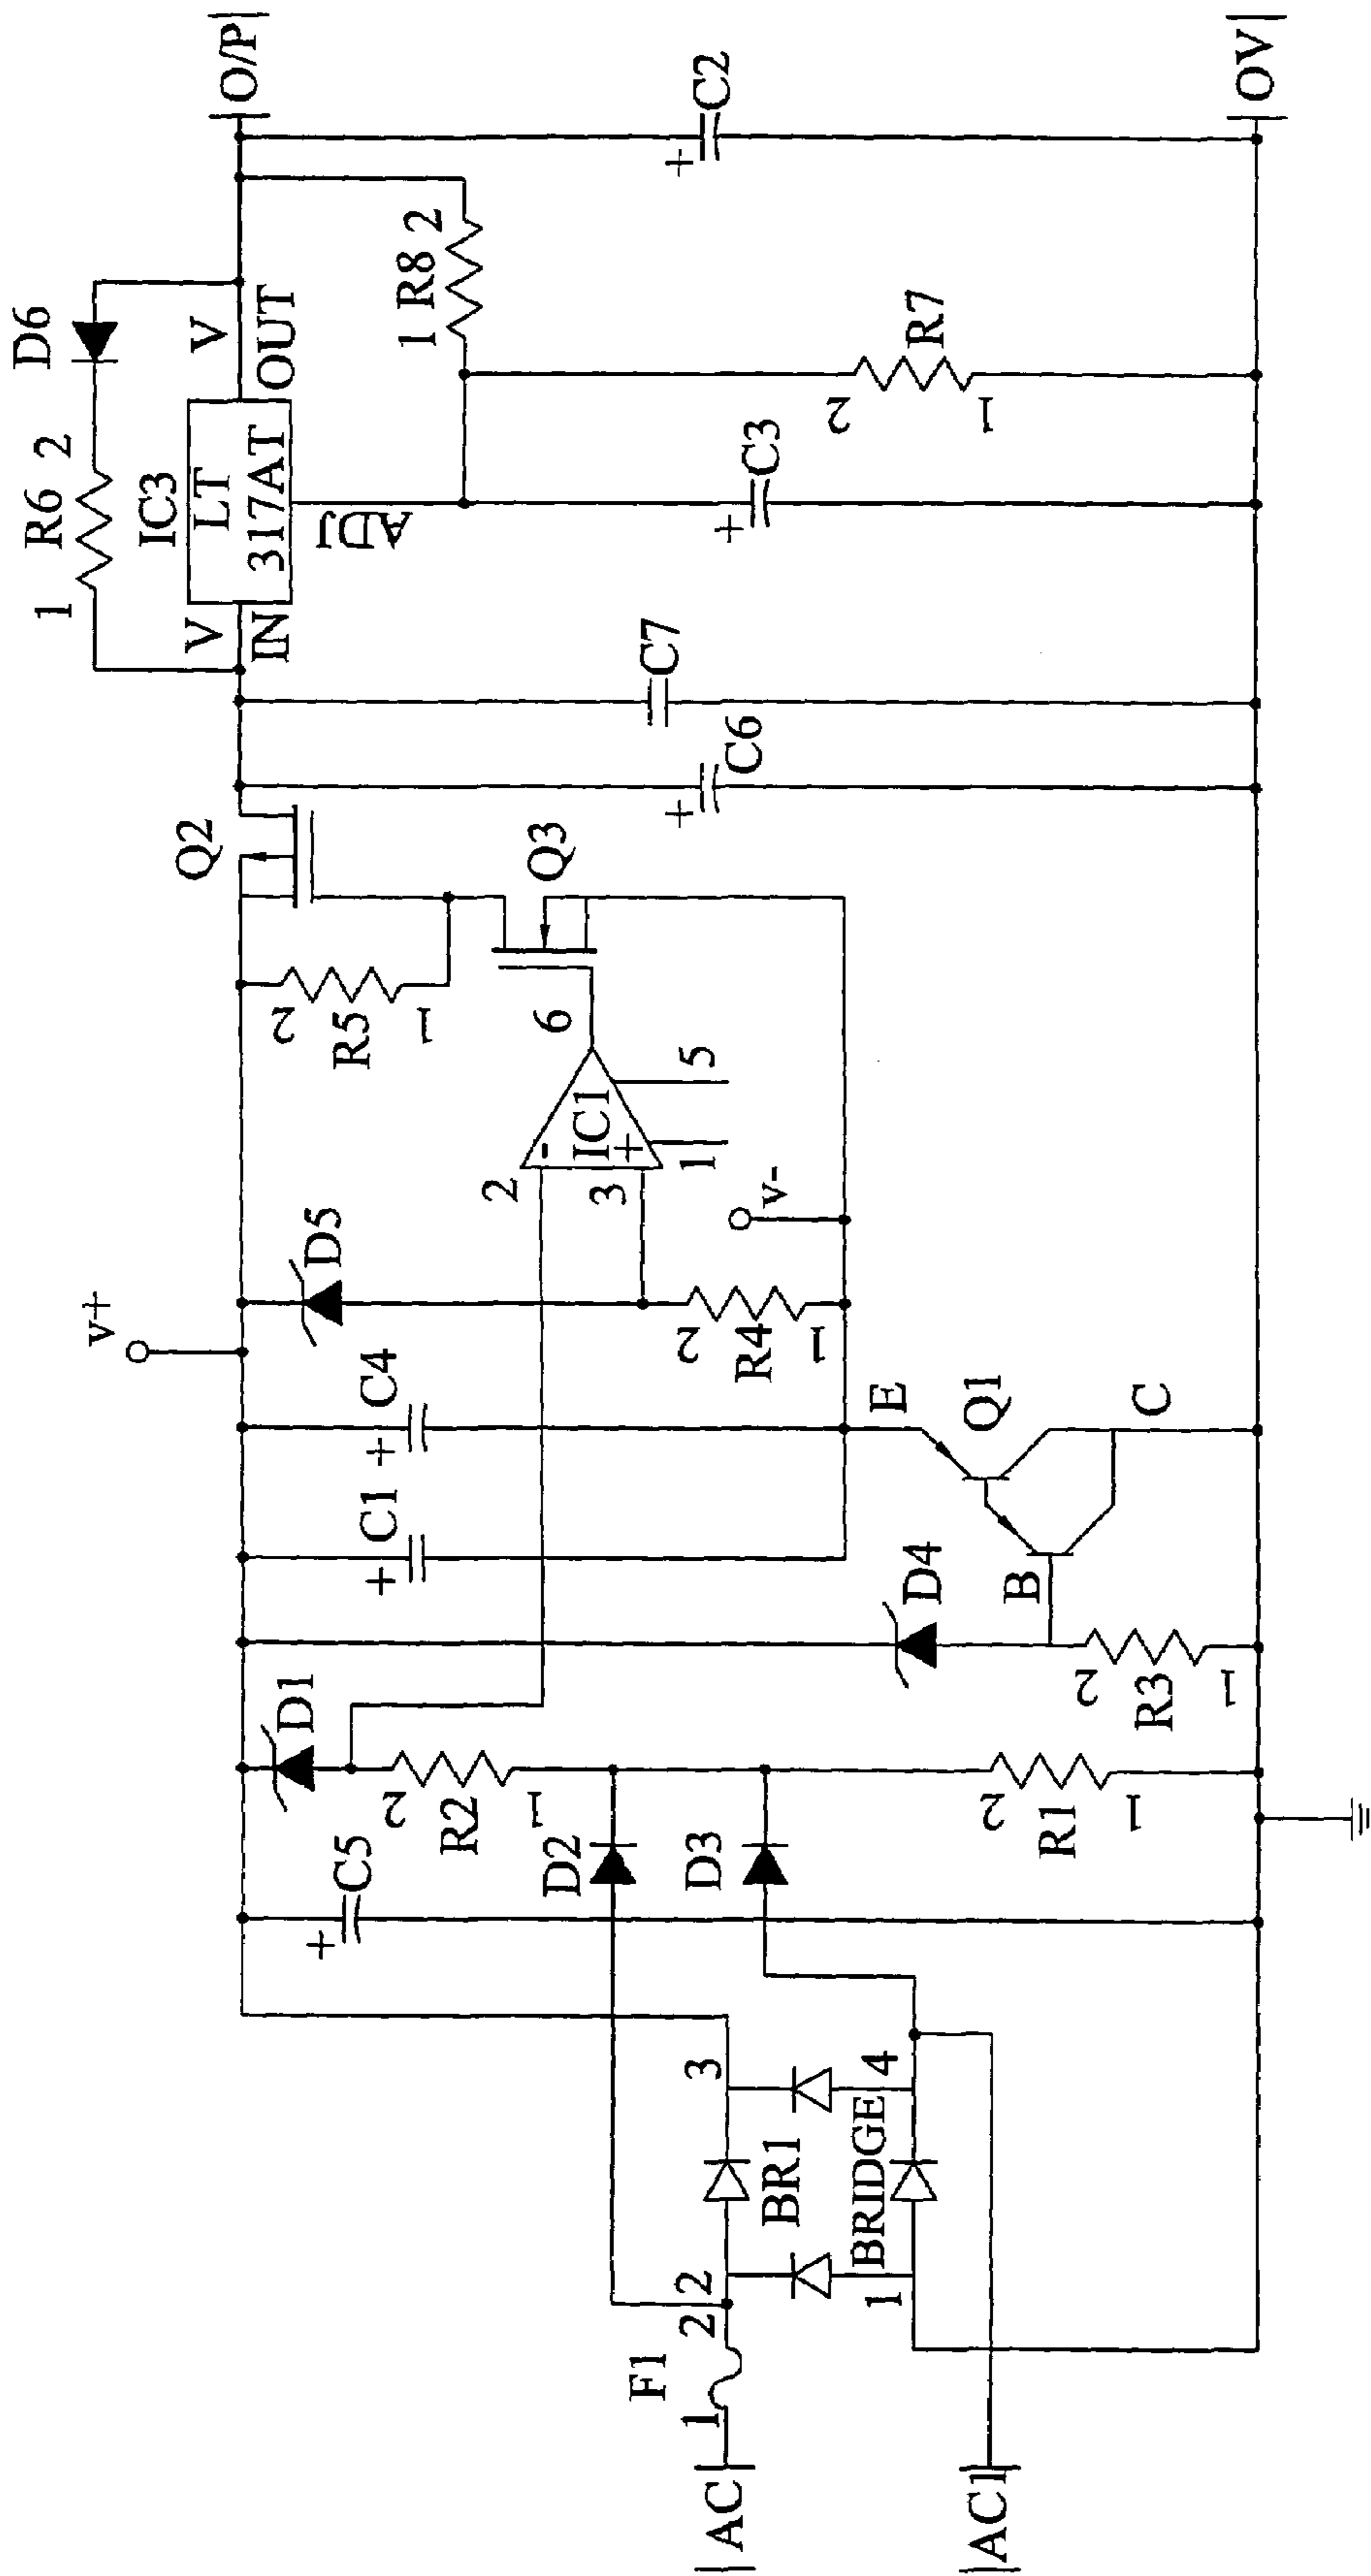 |AC|
|AC1|
1
F1
2
2
BR1
3
BRIDGE
1
4
D2
D3
+
C5
D1
2
R2
1
2
R1
1
D4
2
R3
1
B
E
Q1
C
+
C1
+
C4
v+
D5
2
R4
1
v-
2
3
-
IC1
+
1
5
6
2
R5
1
Q3
Q2
+
C6
C7
V
IN
IC3
LT
317AT
ADJ
V
OUT
1
R6
2
D6
+
C3
1
R8
2
2
R7
1
+
C2
|O/P|
|OV|